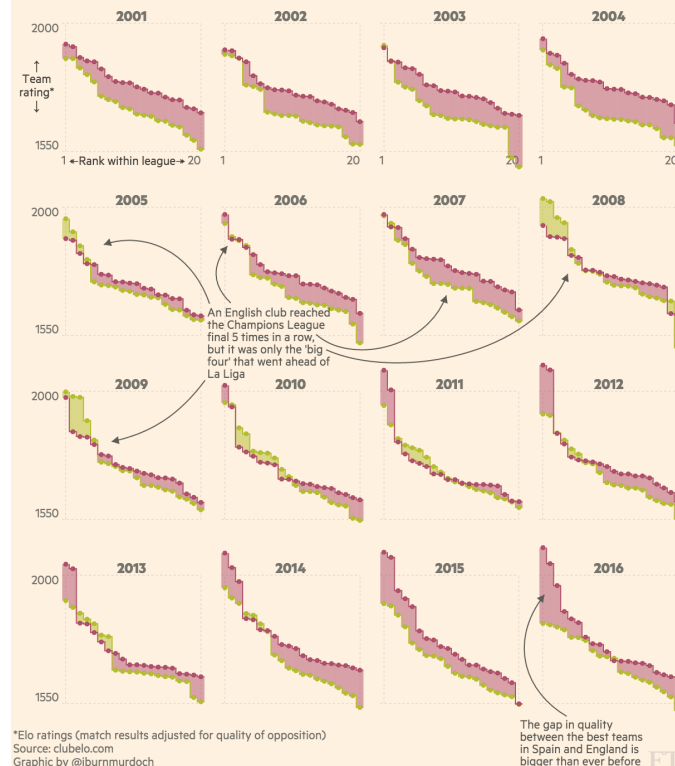 2001
2002
2003
2004
2000
Team
rating*
1550
1 Rank within league 20
1 20
1 20
1 20
2005
2006
2007
2008
2000
1550
An English club reached
the Champions League
final 5 times in a row,
but it was only the 'big
four' that went ahead of
La Liga
2009
2010
2011
2012
2000
1550
2013
2014
2015
2016
2000
1550
*Elo ratings (match results adjusted for quality of opposition)
Source: clubelo.com
Graphic by @jburnmurdoch
The gap in quality
between the best teams
in Spain and England is
bigger than ever before
FT